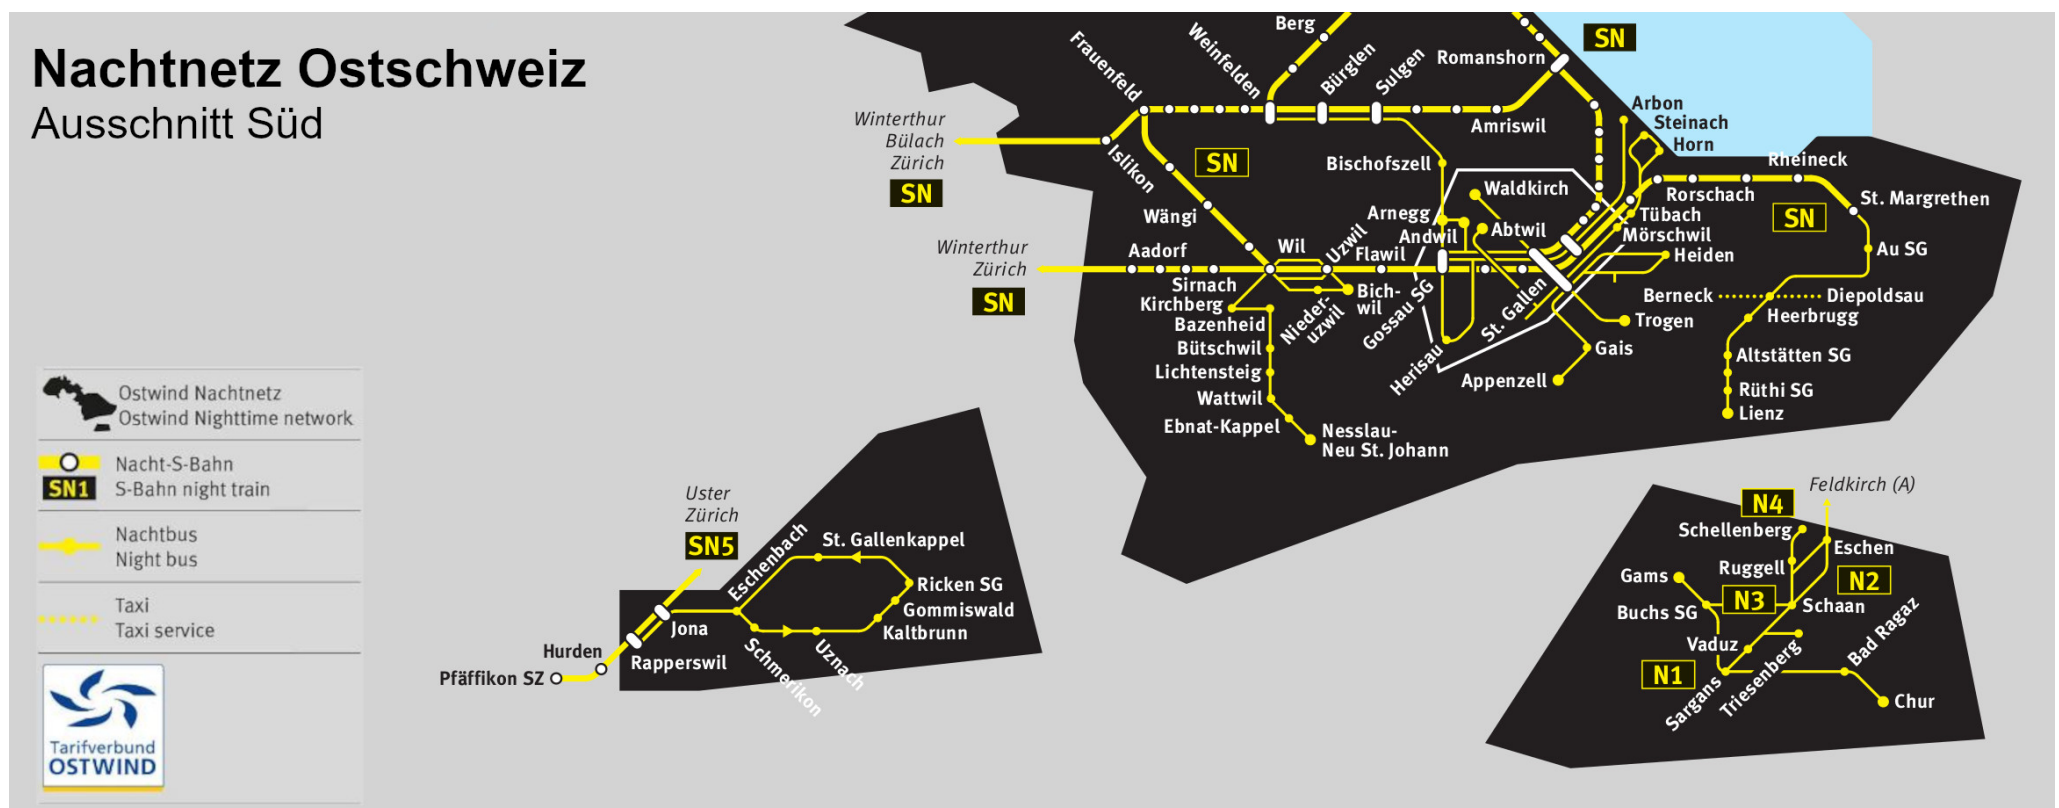 Nachtnetz Ostschweiz
Ausschnitt Süd
Berg
SN
Frauenfeld
Weinfelden
Bürglen
Sulgen
Romanshorn
Winterthur
Bülach
Zürich
SN
Islikon
SN
Amriswil
Arbon
Steinach
Horn
Bischofszell
Waldkirch
Rheineck
Rorschach
St. Margrethen
SN
Wängi
Arnegg
Andwil
Abtwil
Tübach
Mörschwil
Winterthur
Zürich
SN
Aadorf
Wil
Uzwil
Flawil
Au SG
Heiden
Sirnach
Kirchberg
Bich-
wil
Nieder-
uzwil
Gossau SG
St. Gallen
Berneck
Diepoldsau
Heerbrugg
Bazenheid
Trogen
Bütschwil
Herisau
Gais
Altstätten SG
Lichtensteig
Appenzell
Wattwil
Rüthi SG
Lienz
Ebnat-Kappel
Nesslau-
Neu St. Johann
Ostwind Nachtnetz
Ostwind Nighttime network
Nacht-S-Bahn
SN1
S-Bahn night train
Nachtbus
Night bus
Taxi
Taxi service
Tarifverbund
OSTWIND
Uster
Zürich
SN5
Eschenbach
St. Gallenkappel
Ricken SG
Gommiswald
Kaltbrunn
Jona
Hurden
Rapperswil
Pfäffikon SZ
Schmerikon
Uznach
Feldkirch (A)
N4
Schellenberg
Eschen
Ruggell
Gams
N2
N3
Buchs SG
Schaan
Vaduz
Bad Ragaz
N1
Sargans
Triesenberg
Chur